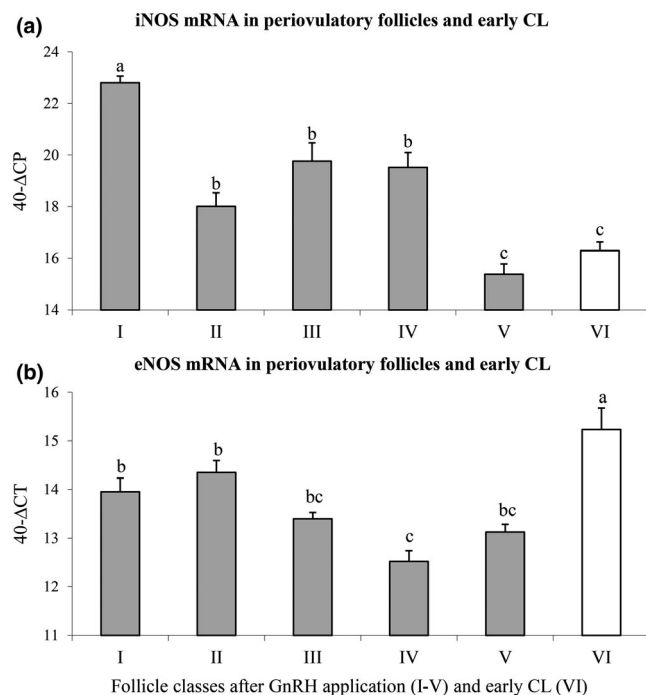 (a)
iNOS mRNA in periovulatory follicles and early CL
24
22
20
18
16
14
40-ΔCP
a
b
b
b
c
c
I II III IV V VI
(b)
eNOS mRNA in periovulatory follicles and early CL
16
15
14
13
12
11
40-ΔCT
b
b
bc
c
bc
a
I II III IV V VI
Follicle classes after GnRH application (I-V) and early CL (VI)